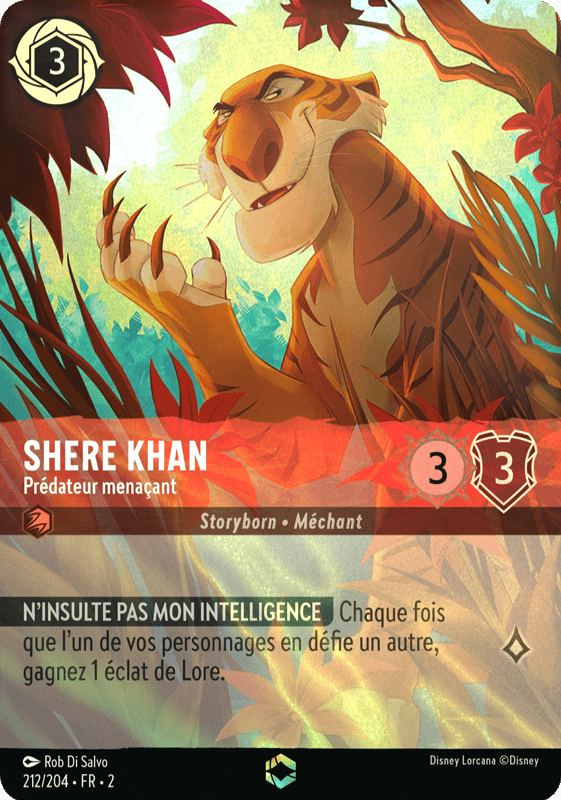 3
SHERE KHAN
Prédateur menaçant
3
3
Storyborn • Méchant
N'INSULTE PAS MON INTELLIGENCE Chaque fois
que l'un de vos personnages en défie un autre,
gagnez 1 éclat de Lore.
Rob Di Salvo
212/204 • FR • 2
Disney Lorcana ©Disney